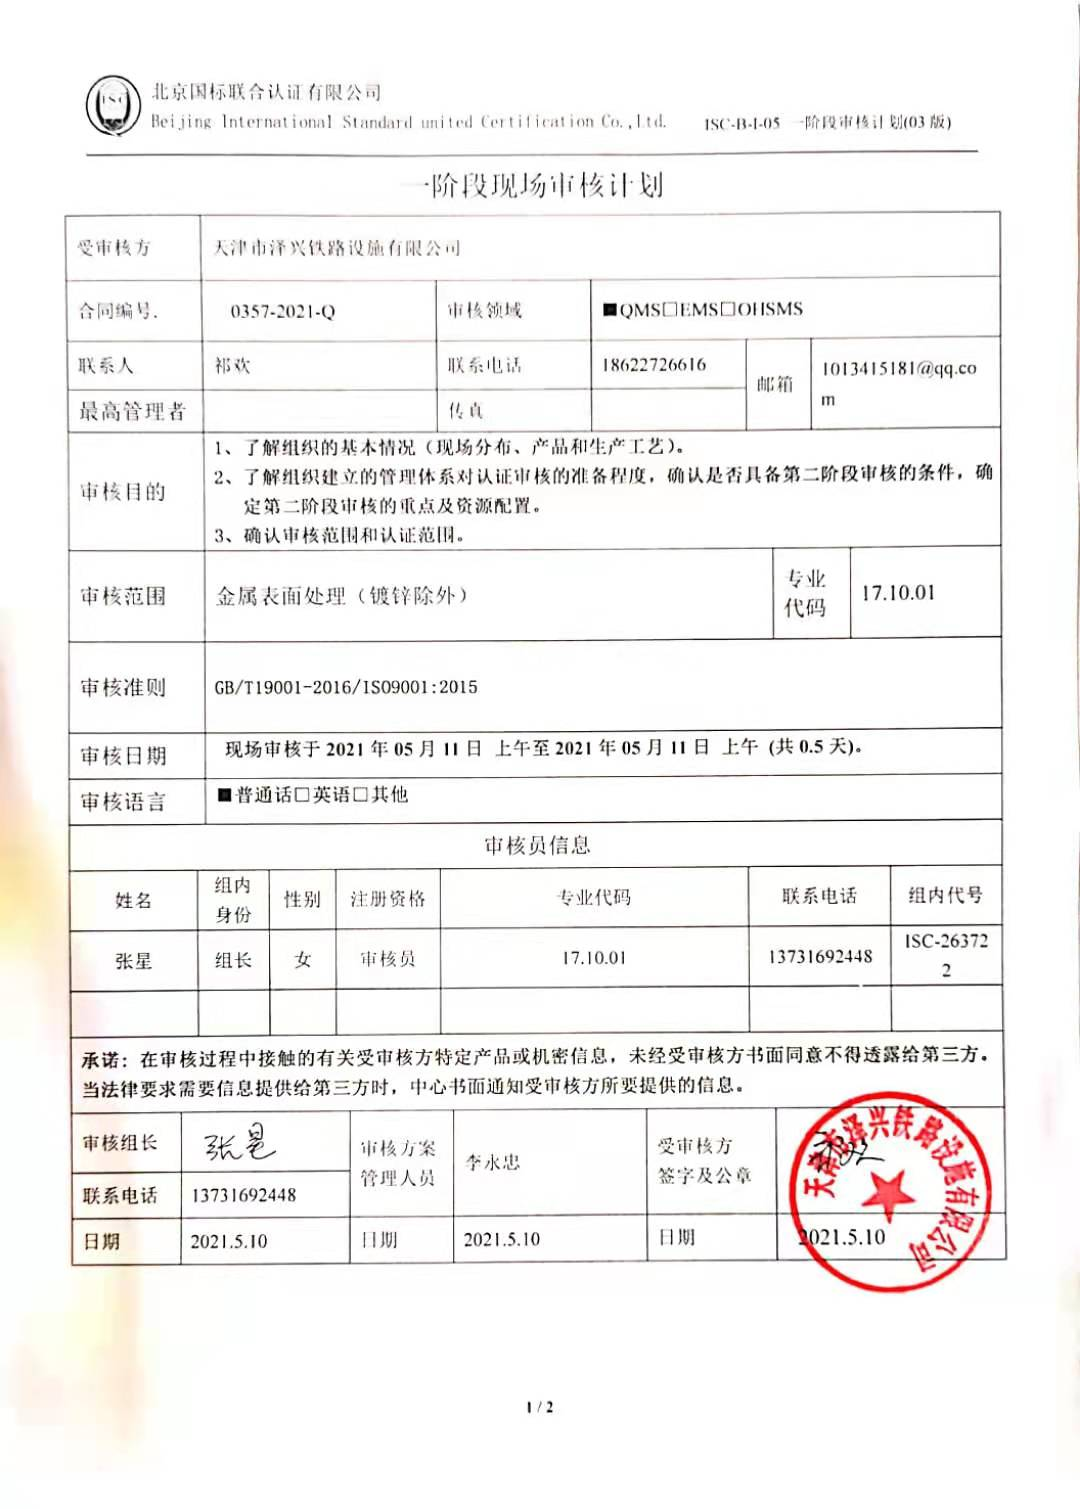 ISC
北京国标联合认证有限公司
Beijing International Standard united Certification Co.,Ltd.
ISC-B-I-05 一阶段审核计划(03 版)
一阶段现场审核计划
受审核方 天津市泽兴铁路设施有限公司
合同编号. 0357-2021-Q 审核领域 ■QMS□EMS□OHSMS
联系人 祁欢 联系电话 18622726616 邮箱 1013415181@qq.co
m
最高管理者 传真
审核目的
1、了解组织的基本情况（现场分布、产品和生产工艺）。
2、了解组织建立的管理体系对认证审核的准备程度，确认是否具备第二阶段审核的条件，确
定第二阶段审核的重点及资源配置。
3、确认审核范围和认证范围。
审核范围 金属表面处理（镀锌除外） 专业
代码 17.10.01
审核准则 GB/T19001-2016/ISO9001:2015
审核日期 现场审核于 2021 年 05 月 11 日 上午至 2021 年 05 月 11 日 上午 (共 0.5 天)。
审核语言 ■普通话□英语□其他
审核员信息
姓名 组内
身份 性别 注册资格 专业代码 联系电话 组内代号
张星 组长 女 审核员 17.10.01 13731692448 ISC-26372
2
承诺：在审核过程中接触的有关受审核方特定产品或机密信息，未经受审核方书面同意不得透露给第三方。
当法律要求需要信息提供给第三方时，中心书面通知受审核方所要提供的信息。
审核组长 张星 审核方案
管理人员 李永忠 受审核方
签字及公章
天津市泽兴铁路设施有限公司
联系电话 13731692448
日期 2021.5.10 日期 2021.5.10 日期 2021.5.10
1 / 2